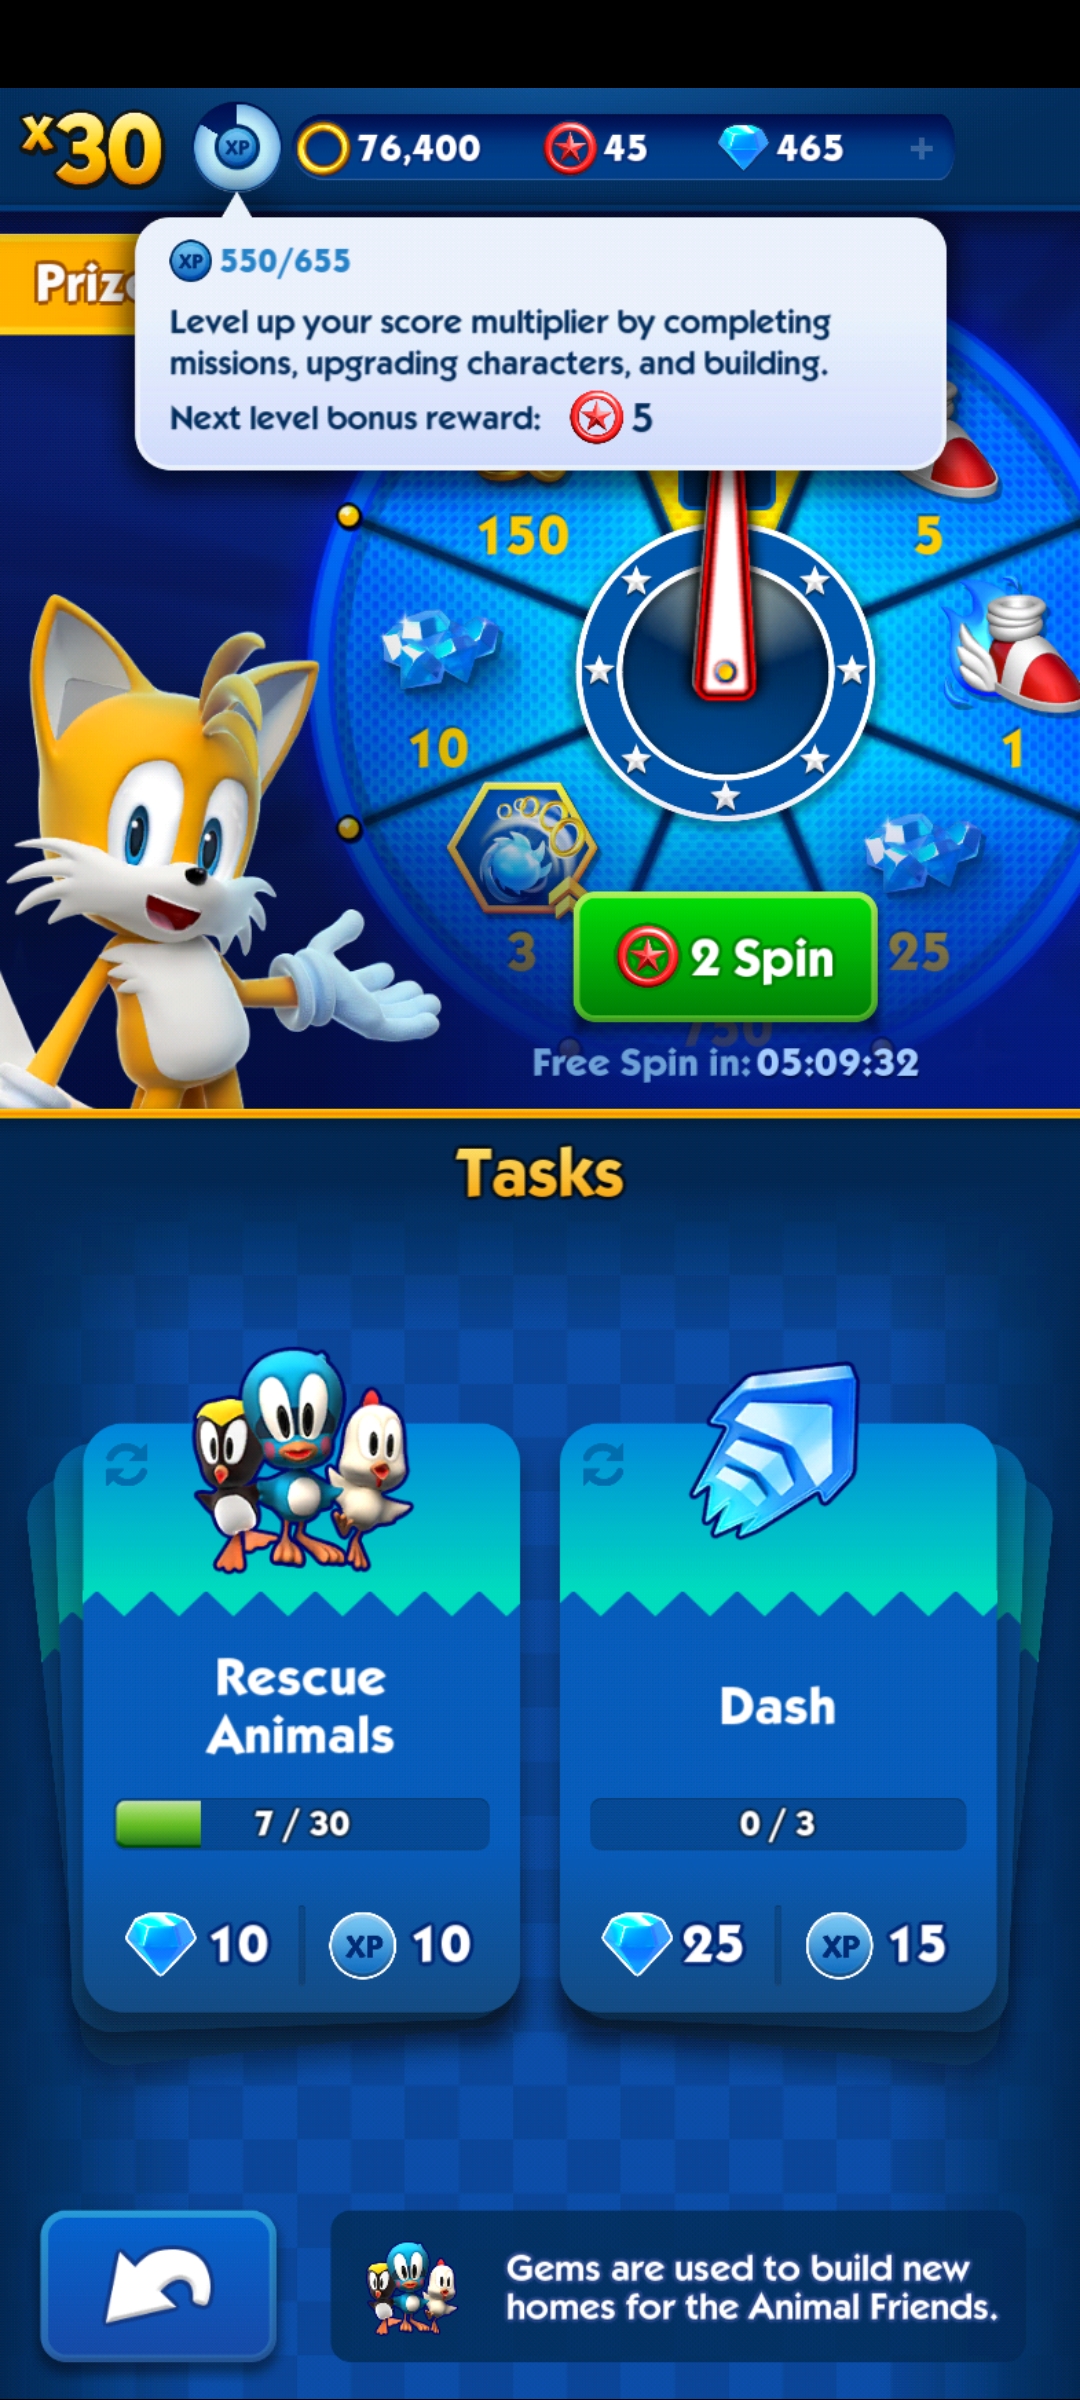 x30
XP
76,400
45
465
+
Priz
XP 550/655
Level up your score multiplier by completing
missions, upgrading characters, and building.
Next level bonus reward: 5
150
5
10
1
3
25
2 Spin
750
Free Spin in: 05:09:32
Tasks
Rescue
Animals
7 / 30
10
XP 10
Dash
0 / 3
25
XP 15
Gems are used to build new
homes for the Animal Friends.